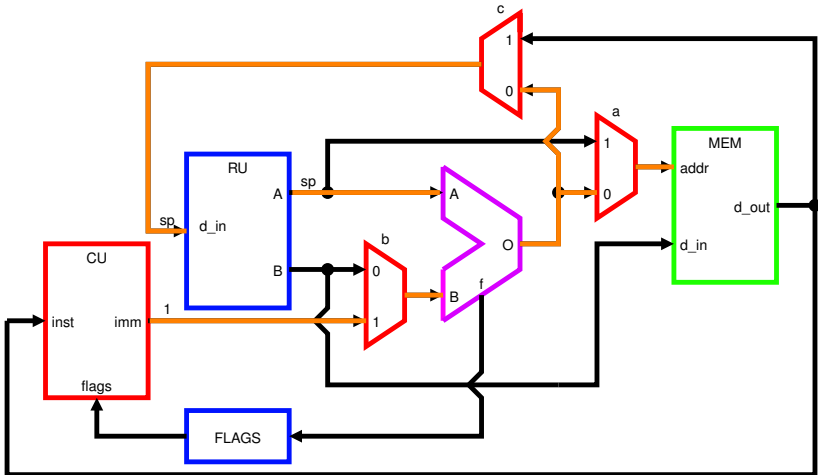 c
1
0
a
1
0
MEM
addr
d_out
d_in
RU
A
sp
d_in
sp
B
A
O
B
f
b
0
1
CU
inst
imm
1
flags
FLAGS